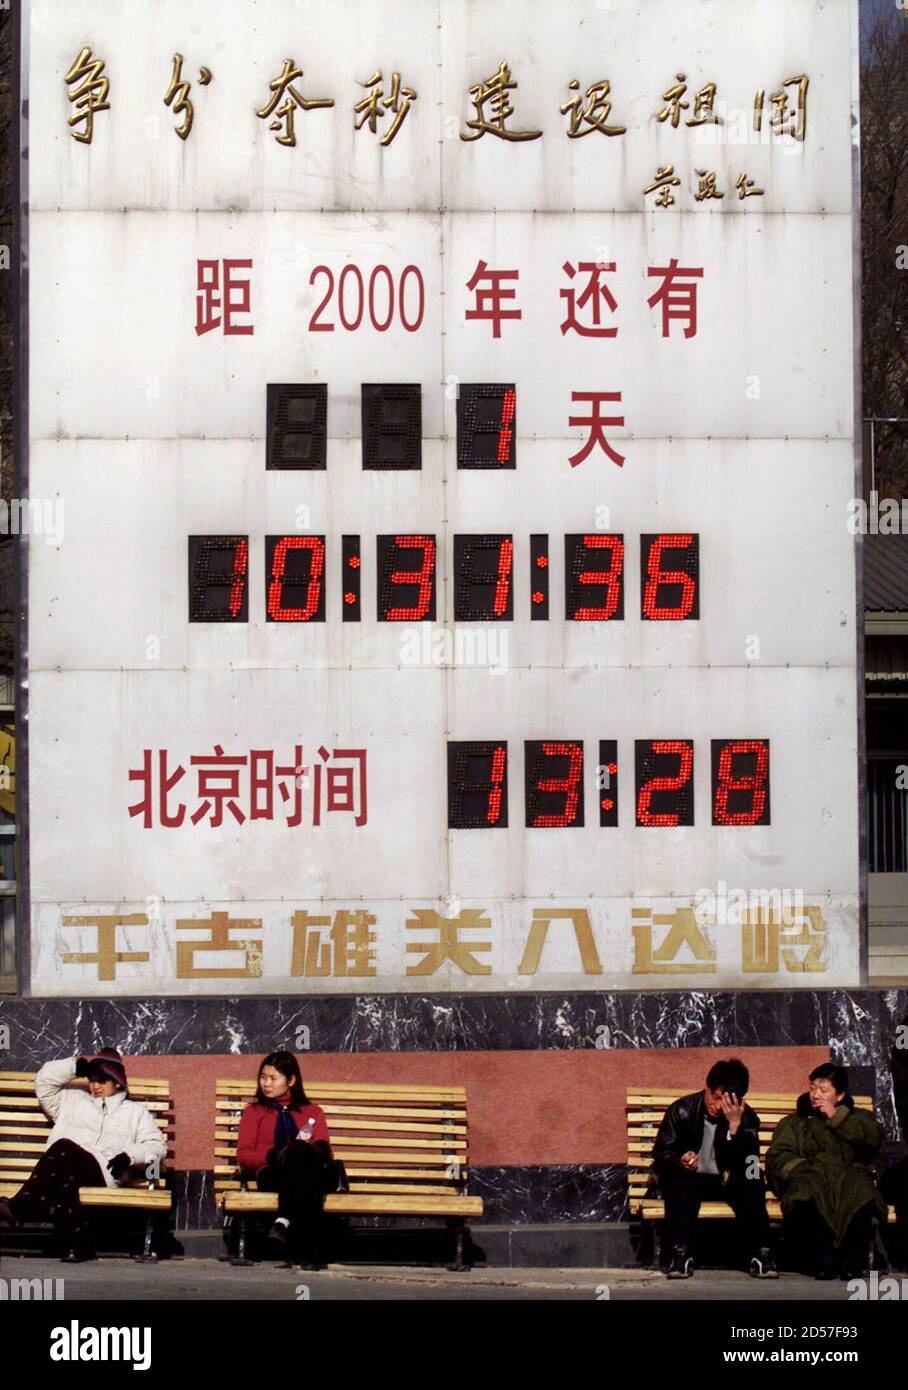 争分夺秒建设祖国
荣毅仁
距 2000 年还有
1 天
10:31:36
北京时间 13:28
千古雄关八达岭
alamy
Image ID: 2D57F93
www.alamy.com